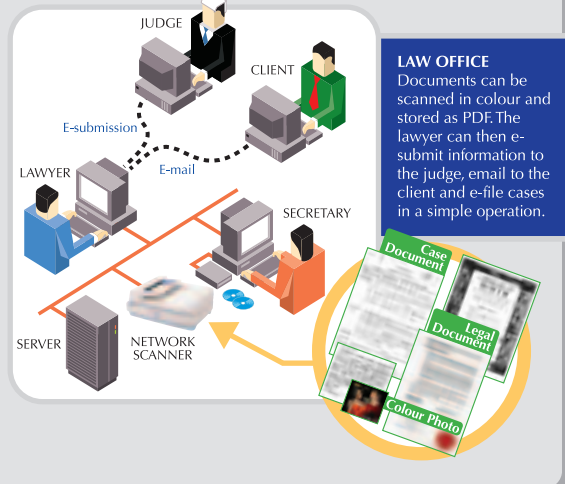 JUDGE
CLIENT
E-submission
E-mail
LAWYER
SECRETARY
SERVER
NETWORK
SCANNER
LAW OFFICE
Documents can be
scanned in colour and
stored as PDF. The
lawyer can then e-
submit information to
the judge, email to the
client and e-file cases
in a simple operation.
Case
Document
Legal
Document
Colour Photo